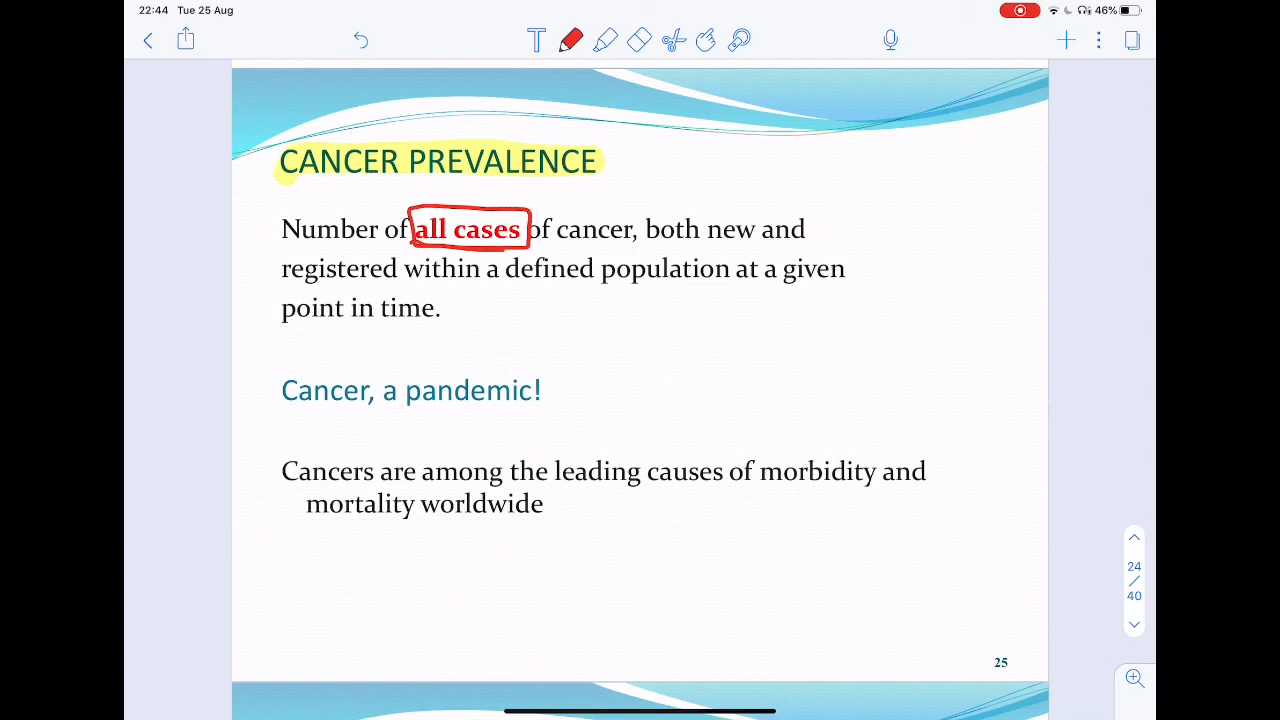 22:44 Tue 25 Aug
46%
CANCER PREVALENCE
Number of all cases of cancer, both new and
registered within a defined population at a given
point in time.
Cancer, a pandemic!
Cancers are among the leading causes of morbidity and
mortality worldwide
24
/
40
25